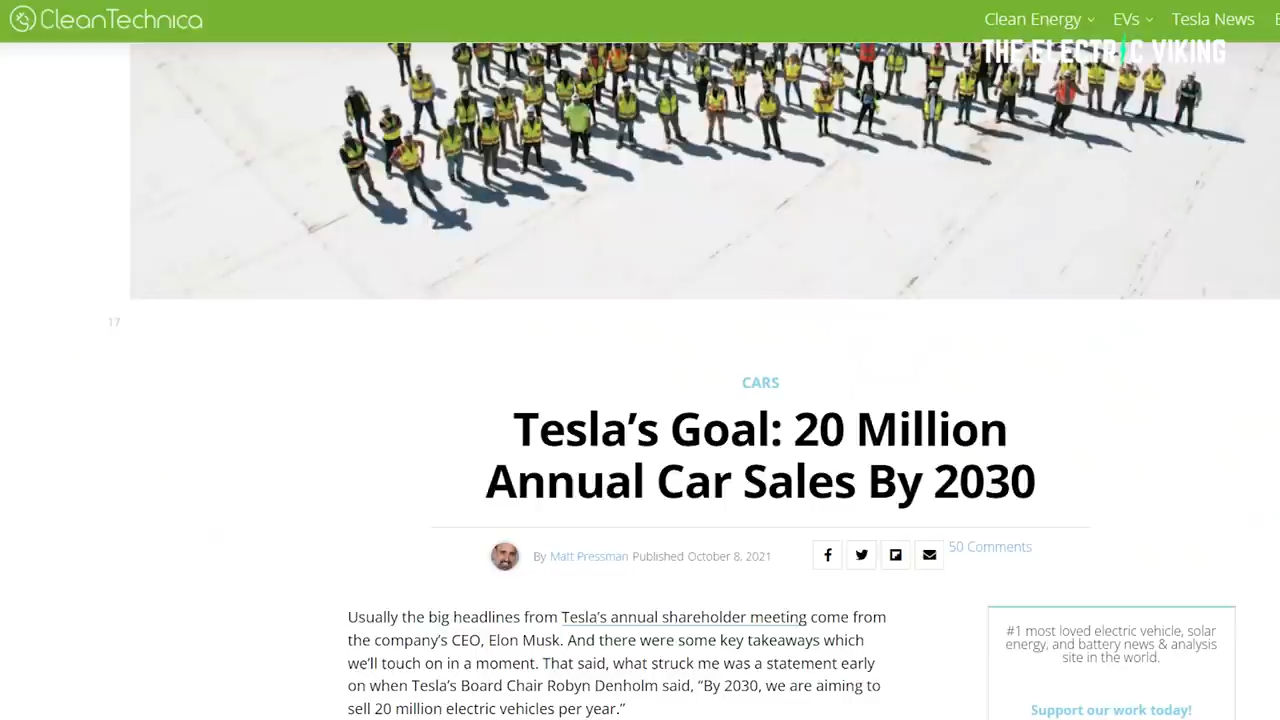 CleanTechnica
Clean Energy
EVs
Tesla News
THE ELECTRIC VIKING
17
CARS
Tesla’s Goal: 20 Million
Annual Car Sales By 2030
By Matt Pressman Published October 8, 2021
50 Comments
Usually the big headlines from Tesla’s annual shareholder meeting come from
the company’s CEO, Elon Musk. And there were some key takeaways which
we’ll touch on in a moment. That said, what struck me was a statement early
on when Tesla’s Board Chair Robyn Denholm said, “By 2030, we are aiming to
sell 20 million electric vehicles per year.”
#1 most loved electric vehicle, solar
energy, and battery news & analysis
site in the world.
Support our work today!